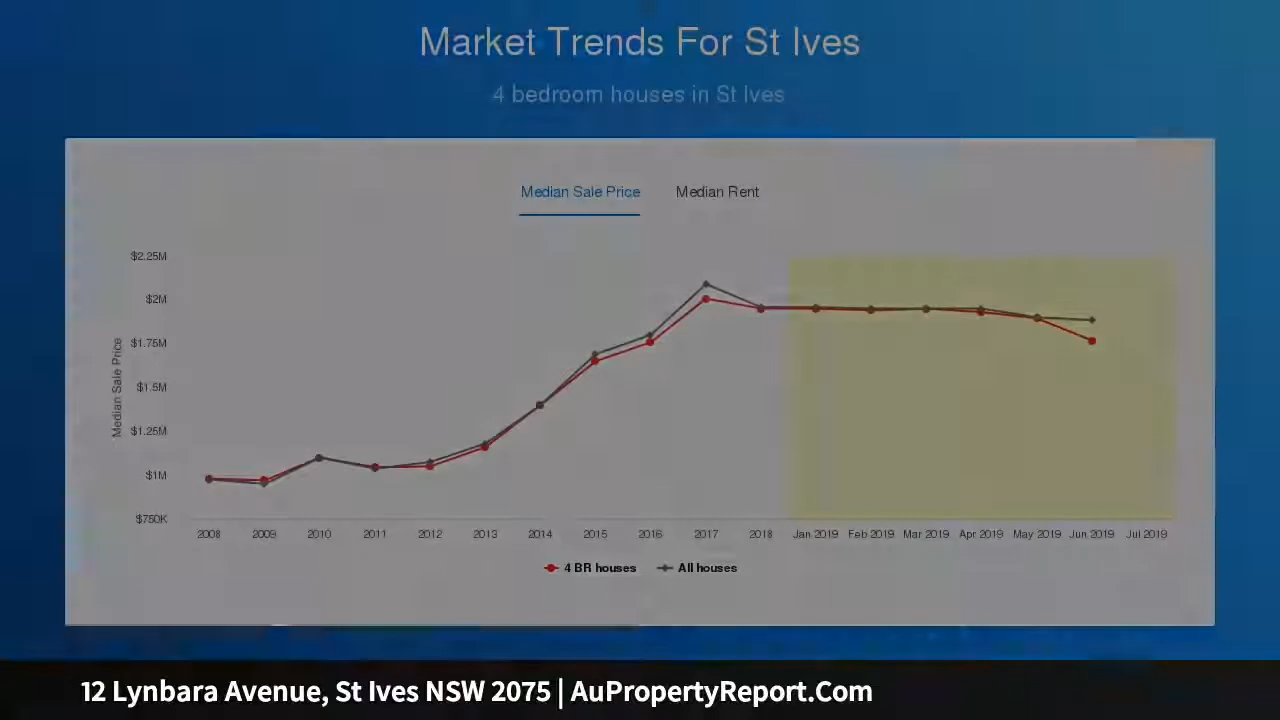 Market Trends For St Ives
4 bedroom houses in St Ives
Median Sale Price Median Rent
$2.25M
$2M
$1.75M
$1.5M
$1.25M
$1M
$750K
Median Sale Price
2008 2009 2010 2011 2012 2013 2014 2015 2016 2017 2018 Jan 2019 Feb 2019 Mar 2019 Apr 2019 May 2019 Jun 2019 Jul 2019
4 BR houses All houses
12 Lynbara Avenue, St Ives NSW 2075 | AuPropertyReport.Com